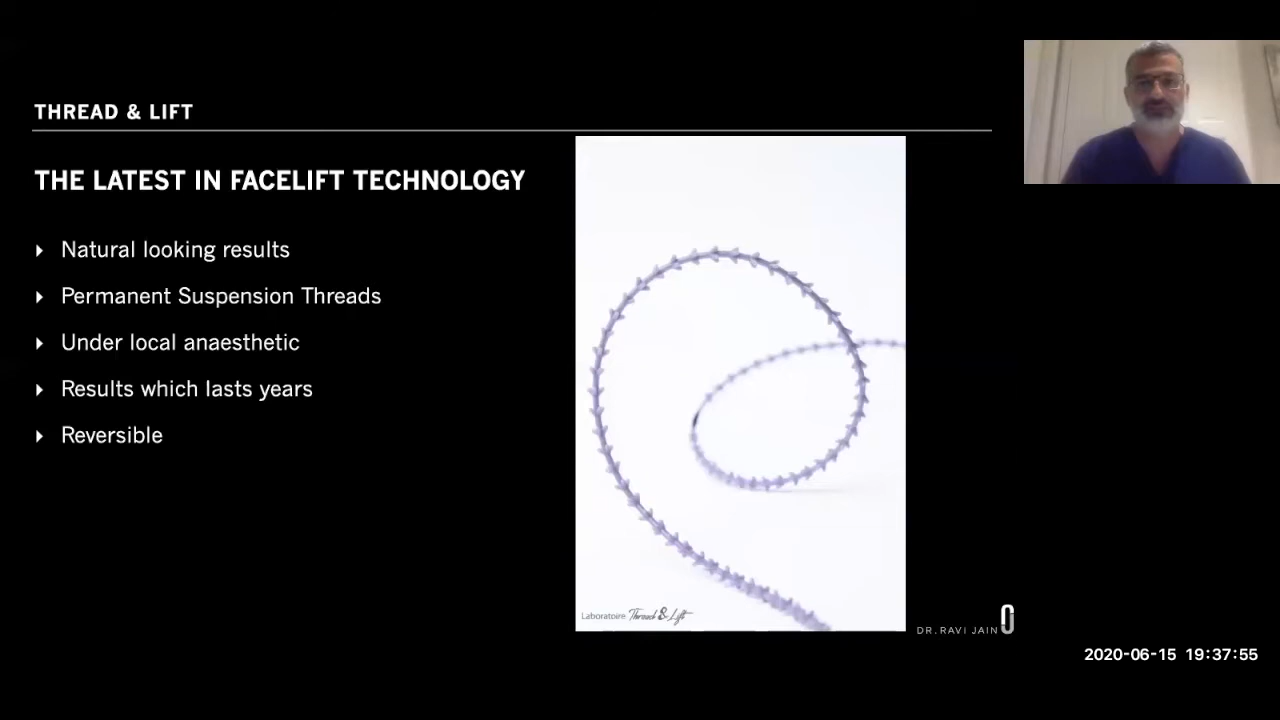 THREAD & LIFT
THE LATEST IN FACELIFT TECHNOLOGY
Natural looking results
Permanent Suspension Threads
Under local anaesthetic
Results which lasts years
Reversible
Laboratoire Thread & Lift
DR. RAVI JAIN
2020-06-15 19:37:55